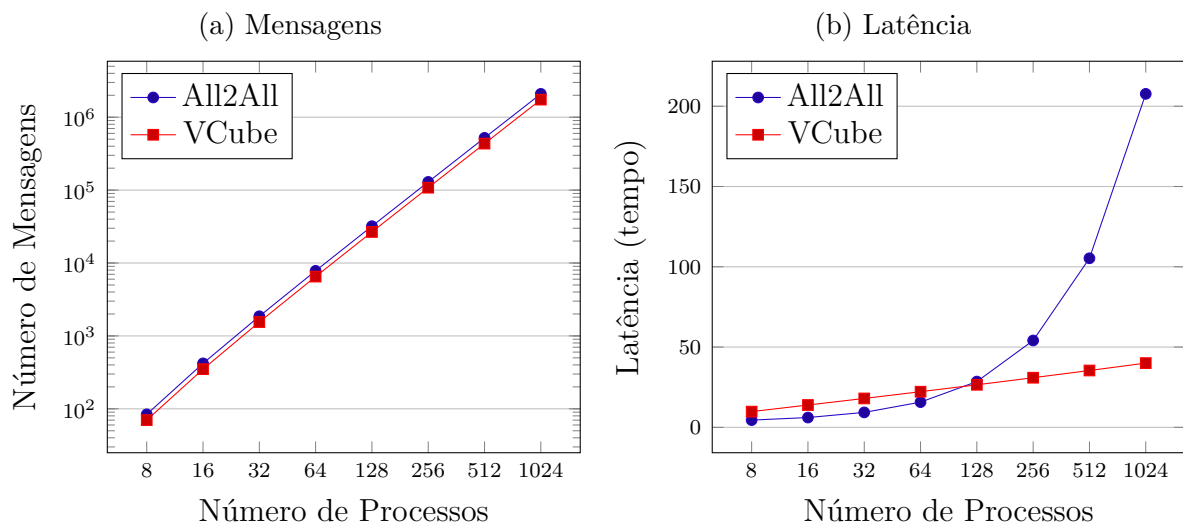 (a) Mensagens
All2All
VCube
10^6
10^5
10^4
10^3
10^2
Número de Mensagens
8 16 32 64 128 256 512 1024
Número de Processos
(b) Latência
All2All
VCube
200
150
100
50
0
Latência (tempo)
8 16 32 64 128 256 512 1024
Número de Processos